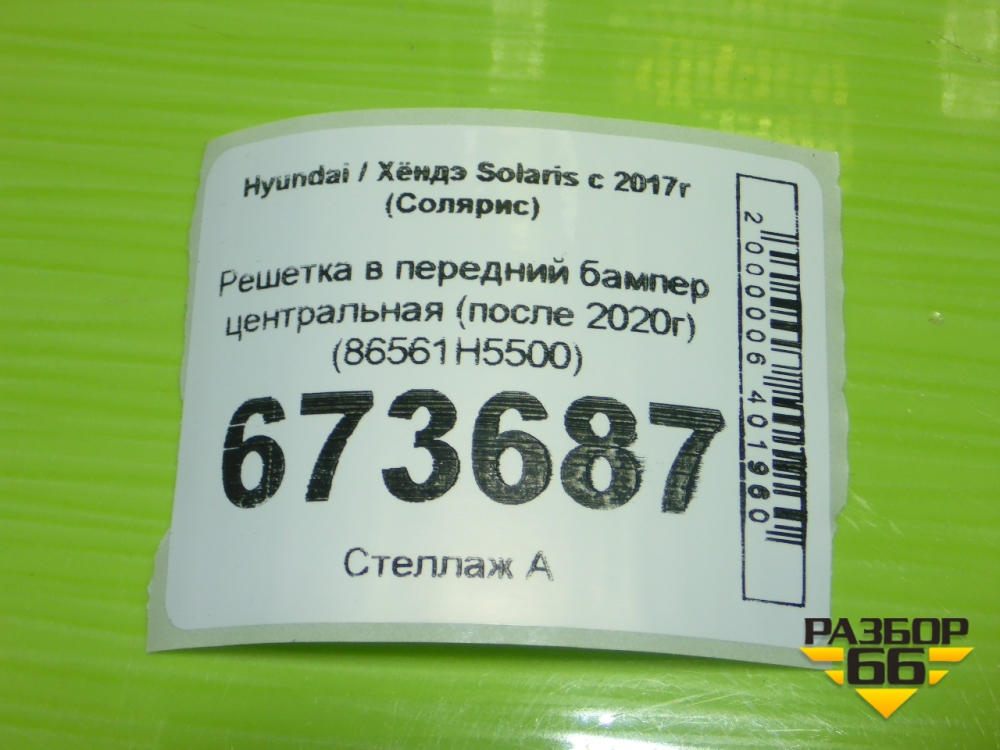 Hyundai / Хёндэ Solaris с 2017г
(Солярис)
Решетка в передний бампер
центральная (после 2020г)
(86561H5500)
673687
Стеллаж А
2000006401960
РАЗБОР
66